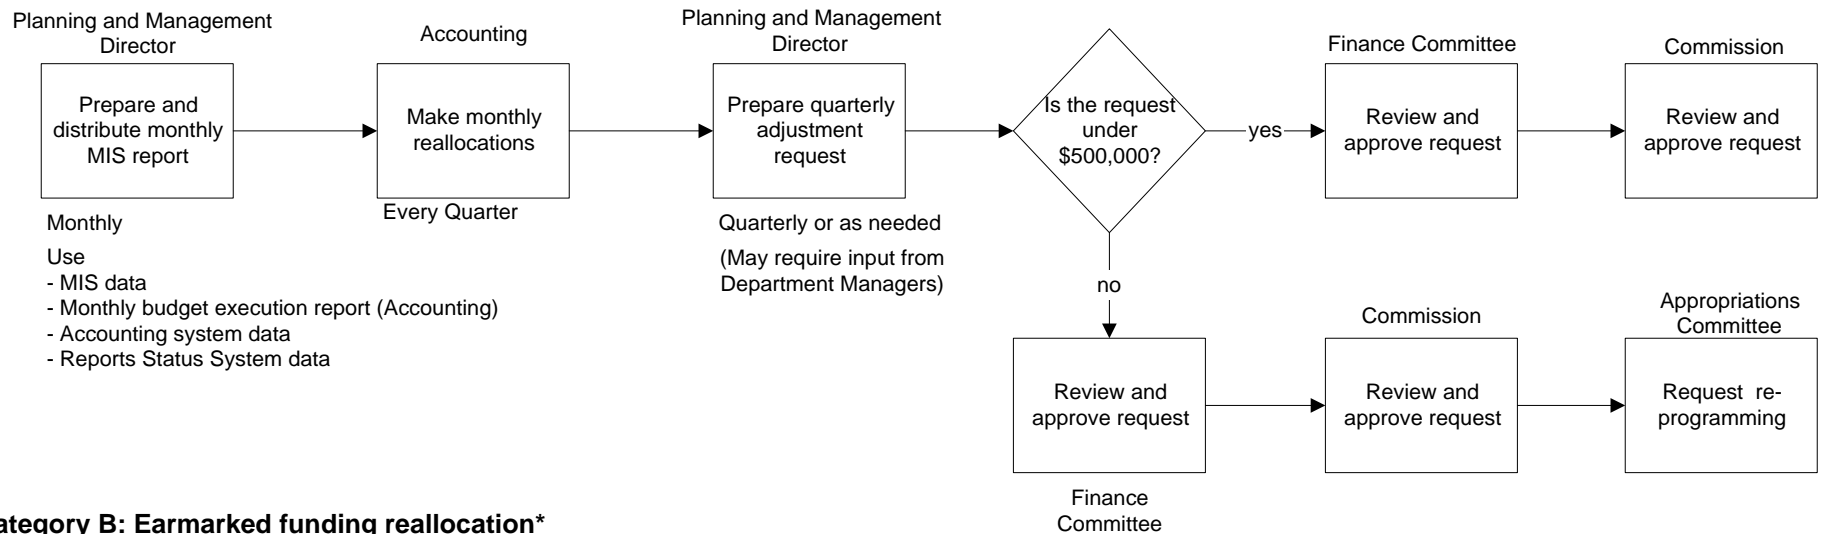 Planning and Management
Director
Prepare and
distribute monthly
MIS report
Monthly
Use
- MIS data
- Monthly budget execution report (Accounting)
- Accounting system data
- Reports Status System data
Accounting
Make monthly
reallocations
Every Quarter
Planning and Management
Director
Prepare quarterly
adjustment
request
Quarterly or as needed
(May require input from
Department Managers)
Is the request
under
$500,000?
yes
Finance Committee
Review and
approve request
Commission
Review and
approve request
no
Review and
approve request
Finance
Committee
Commission
Review and
approve request
Appropriations
Committee
Request re-
programming
ategory B: Earmarked funding reallocation*